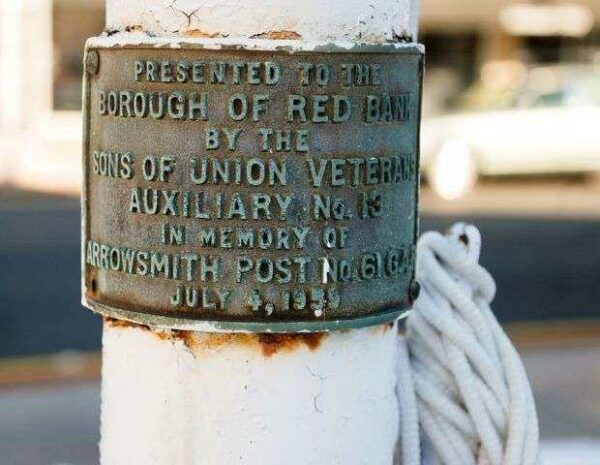 PRESENTED TO THE
BOROUGH OF RED BANK
BY THE
SONS OF UNION VETERANS
AUXILIARY No. 13
IN MEMORY OF
ARROWSMITH POST No. 61 G.A.
JULY 4, 1959